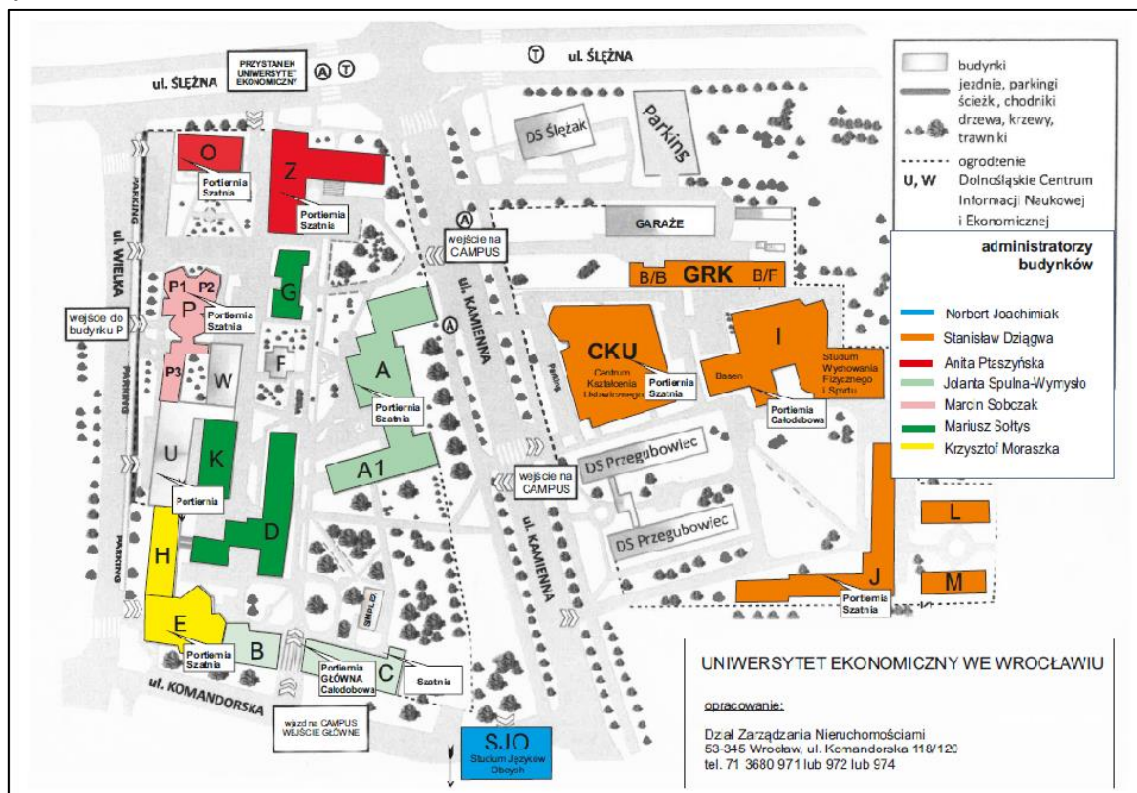 ul. ŚLĘŻNA
PRZYSTANEK
UNIWERSYTET
EKONOMICZNY
A
T
T
ul. ŚLĘŻNA
budynki
jezdnie, parkingi
ścieżk, chodniki
drzewa, krzewy,
trawniki
ogrodzenie
U, W
Dolnośląskie Centrum
Informacji Naukowej
i Ekonomicznej
administratorzy
budynków
Norbert Joachimiak
Stanisław Dziągwa
Anita Ptaszyńska
Jolanta Spulna-Wymysło
Marcin Sobczak
Mariusz Sołtys
Krzysztof Moraszka
DS Ślężak
Parking
O
Portiernia
Szatnia
Z
Portiernia
Szatnia
PARKING
ul. WIELKA
A
wejście na
CAMPUS
GARAŻE
B/B
GRK
B/F
ul. KAMIENNA
G
P1
P2
P
Portiernia
Szatnia
wejsce do
budyrku P
P3
W
F
A
A
Portiernia
Szatnia
A1
PARKING
CKU
Centrum
Kształcenia
Ustawicznego
Portiernia
Szatnia
Parking
I
Basen
Studium
Wychowania
Fizycznego
i Sportu
Portiernia
Całodobowa
U
K
Portiernia
D
DS Przegubowiec
wejście na
CAMPUS
DS Przegubowiec
ul. KAMIENNA
PARKING
H
E
Portiernia
Szatnia
B
SIMPLEX
Portiernia
GŁÓWNA
Całodobowa
C
Szatnia
J
Portiernia
Szatnia
L
M
ul. KOMANDORSKA
wjazd na CAMPUS
WEJŚCIE GŁÓWNE
SJO
Studium Języków
Obcych
UNIWERSYTET EKONOMICZNY WE WROCŁAWIU
opracowanie:
Dział Zarządzania Nieruchomościami
53-345 Wrocław, ul. Komandorska 118/120
tel. 71 3680 971 lub 972 lub 974